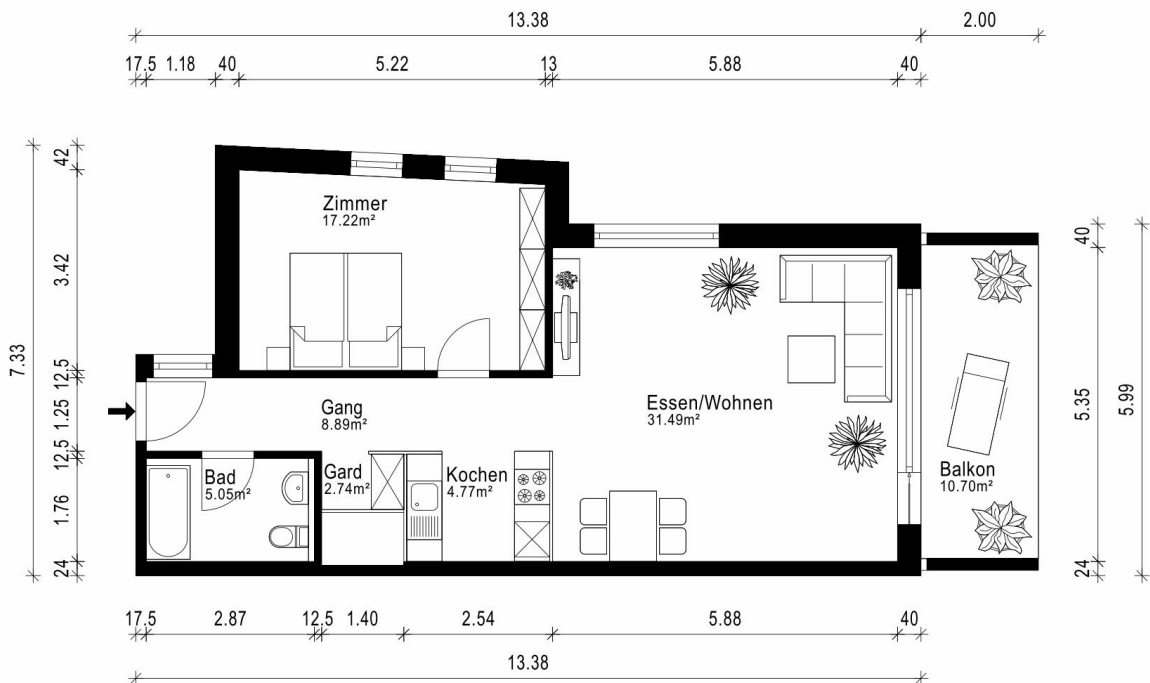 13.38
2.00
17.5 1.18 40 5.22 13 5.88 40
42
3.42
12.5
1.25
12.5
1.76
24
7.33
Zimmer
17.22m²
Gang
8.89m²
Essen/Wohnen
31.49m²
Bad
5.05m²
Gard
2.74m²
Kochen
4.77m²
Balkon
10.70m²
40
5.35
24
5.99
17.5 2.87 12.5 1.40 2.54 5.88 40
13.38